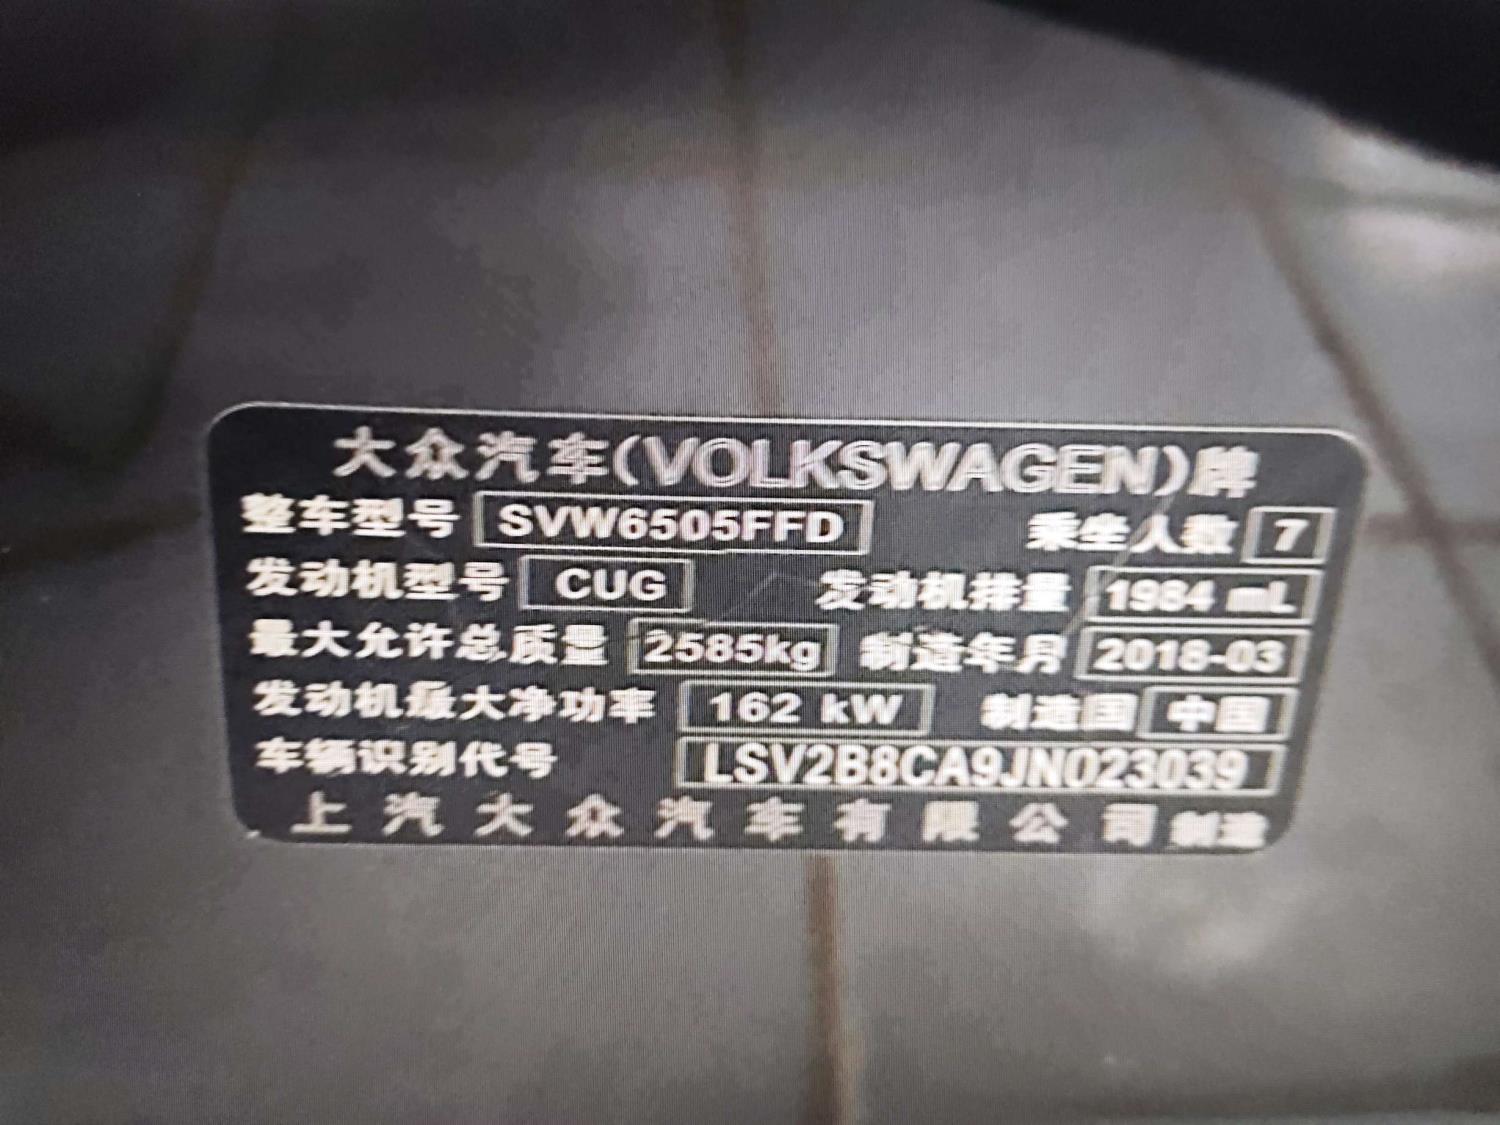 大众汽车(VOLKSWAGEN)牌
整车型号 SVW6505FFD 乘坐人数 7
发动机型号 CUG 发动机排量 1984 mL
最大允许总质量 2585kg 制造年月 2018-03
发动机最大净功率 162 kW 制造国 中国
车辆识别代号 LSV2B8CA9JN023039
上汽大众汽车有限公司制造